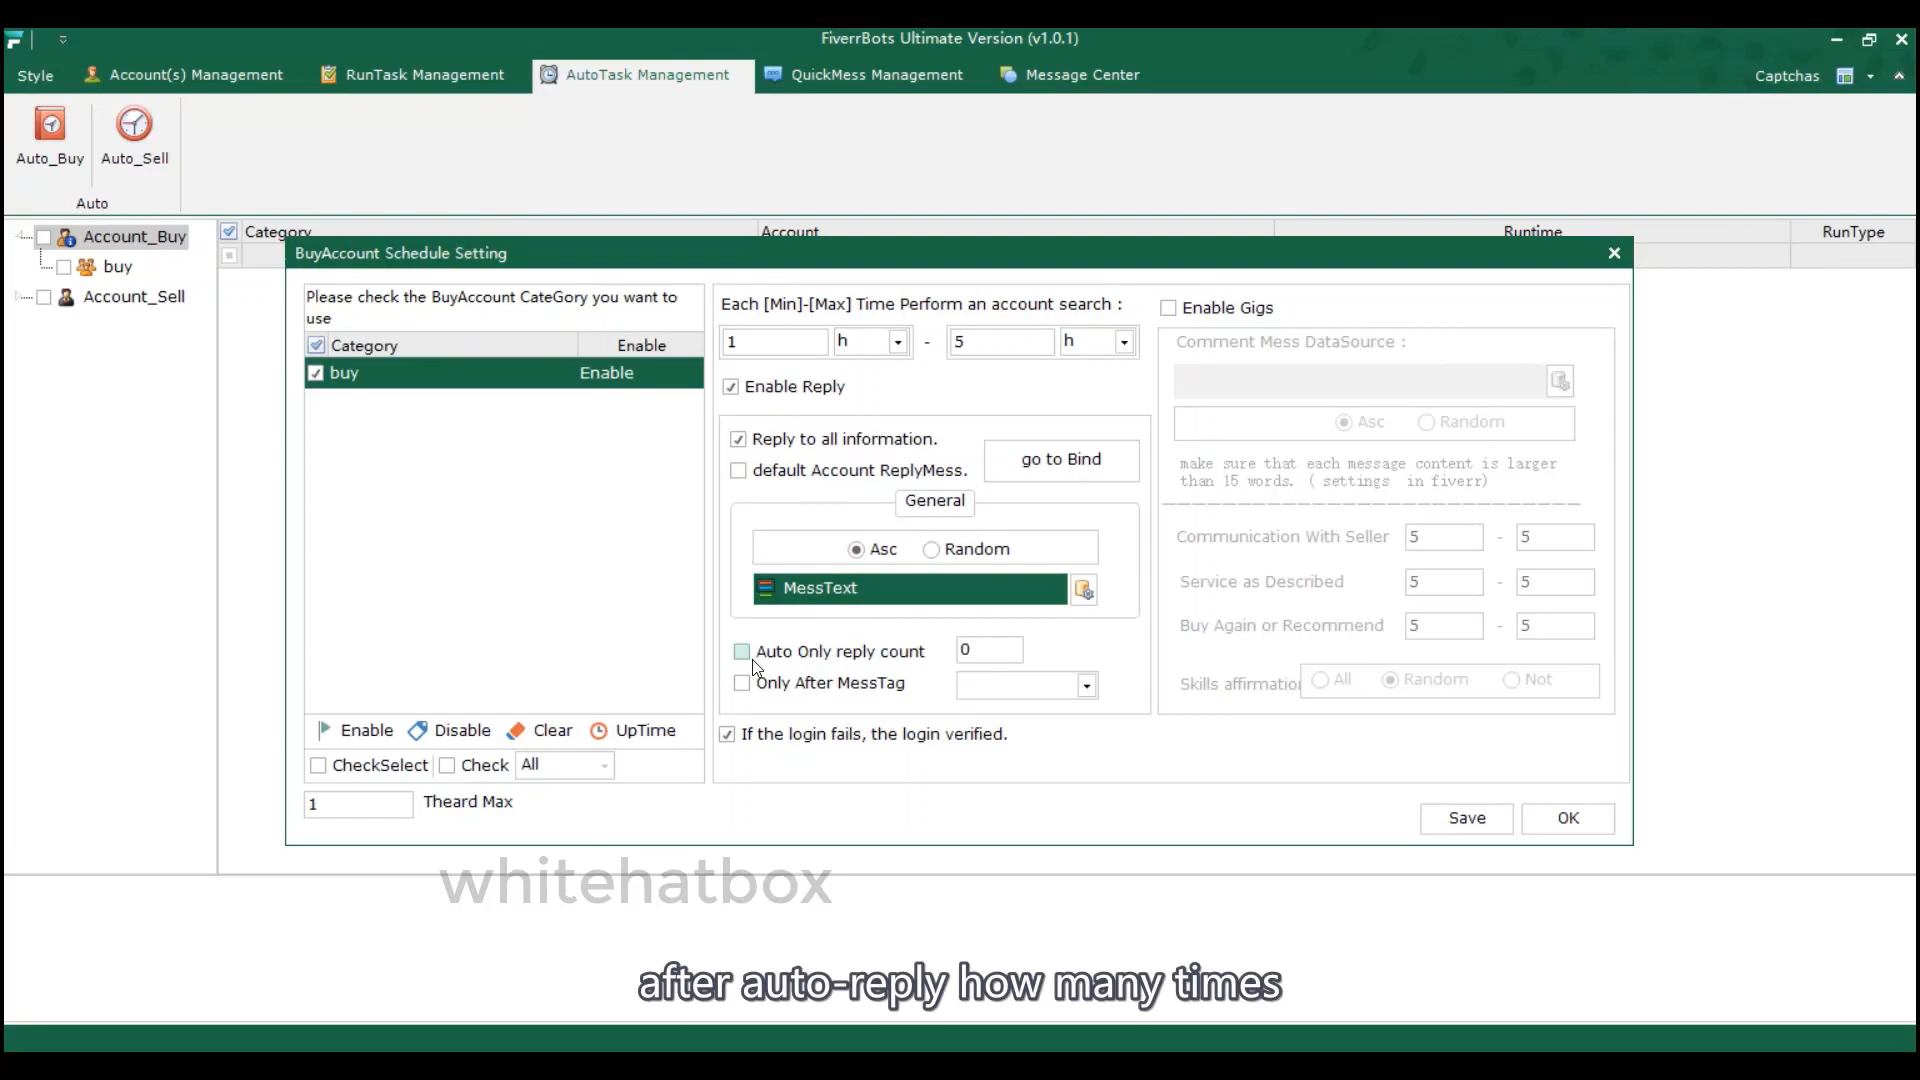 FiverrBots Ultimate Version (v1.0.1)
Style
Account(s) Management
RunTask Management
AutoTask Management
QuickMess Management
Message Center
Captchas
Auto_Buy
Auto_Sell
Auto
Account_Buy
buy
Account_Sell
Category
Account
Runtime
RunType
BuyAccount Schedule Setting
Please check the BuyAccount CateGory you want to
use
Category
Enable
buy
Enable
Enable
Disable
Clear
UpTime
CheckSelect
Check
All
1
Theard Max
Each [Min]-[Max] Time Perform an account search :
1
h
-
5
h
Enable Reply
Reply to all information.
default Account ReplyMess.
go to Bind
General
Asc
Random
MessText
Auto Only reply count
0
Only After MessTag
If the login fails, the login verified.
Enable Gigs
Comment Mess DataSource :
Asc
Random
make sure that each message content is larger
than 15 words. ( settings in fiverr)
Communication With Seller
5
-
5
Service as Described
5
-
5
Buy Again or Recommend
5
-
5
Skills affirmation
All
Random
Not
Save
OK
whitehatbox
after auto-reply how many times